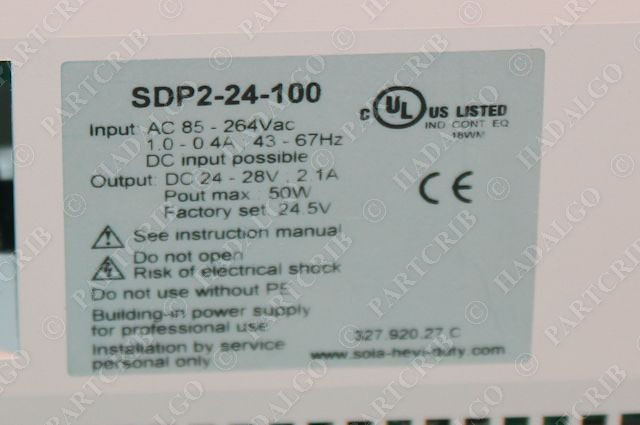 SDP2-24-100
Input: AC 85 - 264Vac
1.0 - 0.4A, 43 - 67Hz
DC input possible
Output: DC 24 - 28V, 2.1A
Pout max. 50W
Factory set. 24.5V
See instruction manual
Do not open
Risk of electrical shock
Do not use without PE
Building-in power supply
for professional use
Installation by service
personal only
c UL US LISTED
IND CONT EQ
18WM
CE
327.920.27 C
www.sola-hevi-duty.com
© PARTCRIB
© HADALGO